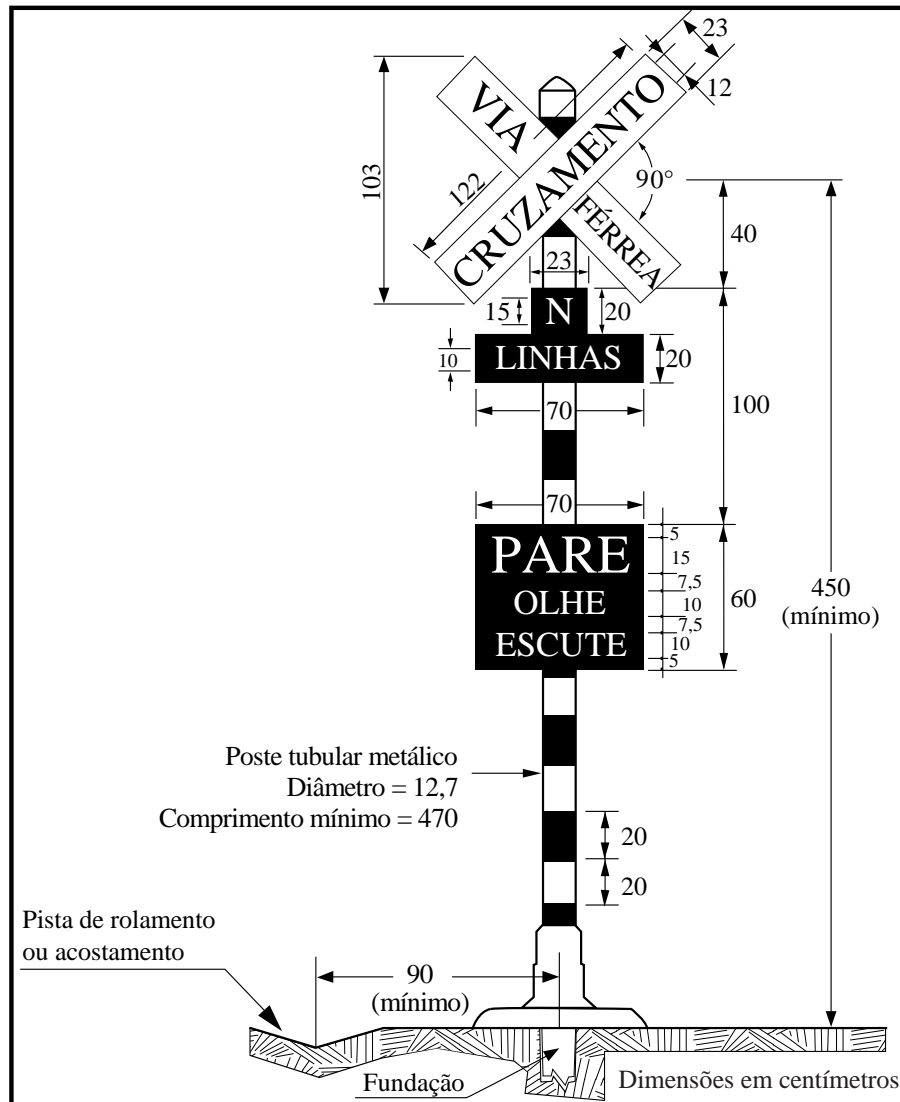 23
12
VIA
CRUZAMENTO
FÉRREA
103
122
90°
40
23
15
N
20
10
LINHAS
20
70
100
70
PARE
OLHE
ESCUTE
5
15
7,5
10
7,5
10
5
60
450
(mínimo)
Poste tubular metálico
Diâmetro = 12,7
Comprimento mínimo = 470
20
20
Pista de rolamento
ou acostamento
90
(mínimo)
Fundação
Dimensões em centímetros